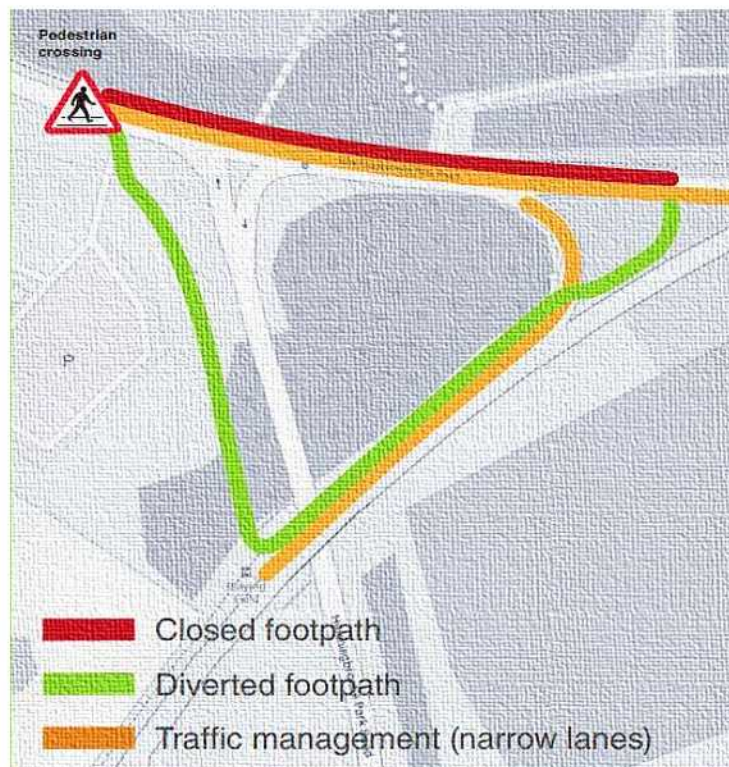 Pedestrian
crossing
P
Closed footpath
Diverted footpath
Traffic management (narrow lanes)